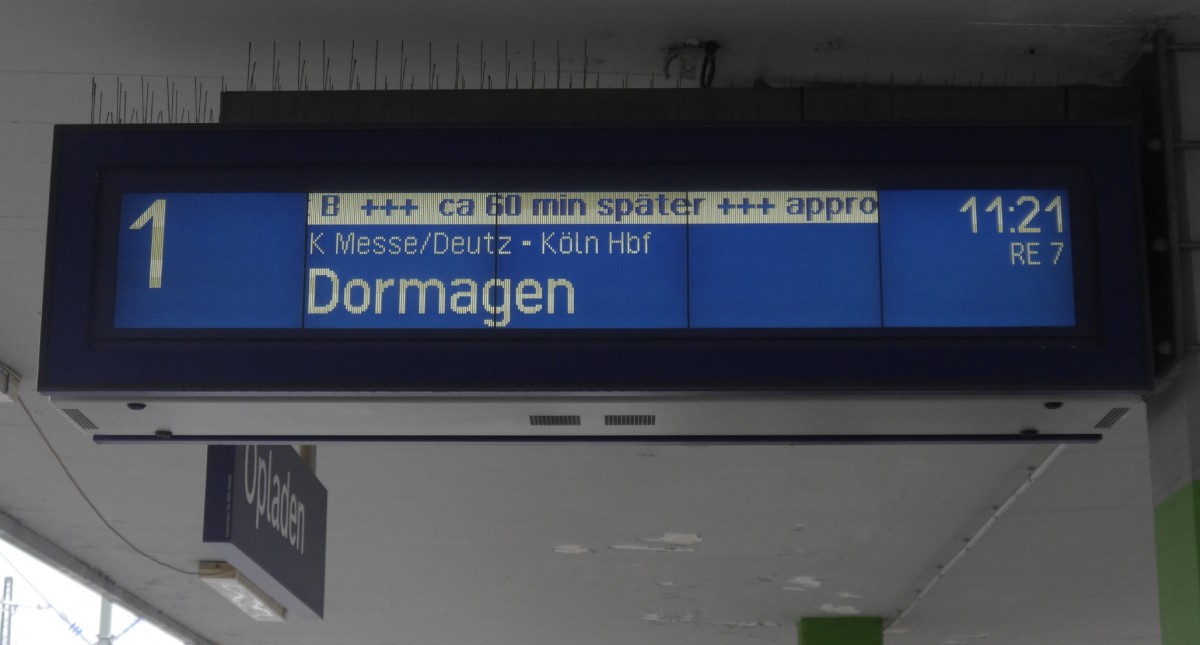 1
B +++ ca 60 min später +++ appro
K Messe/Deutz - Köln Hbf
Dormagen
11:21
RE 7
Opladen